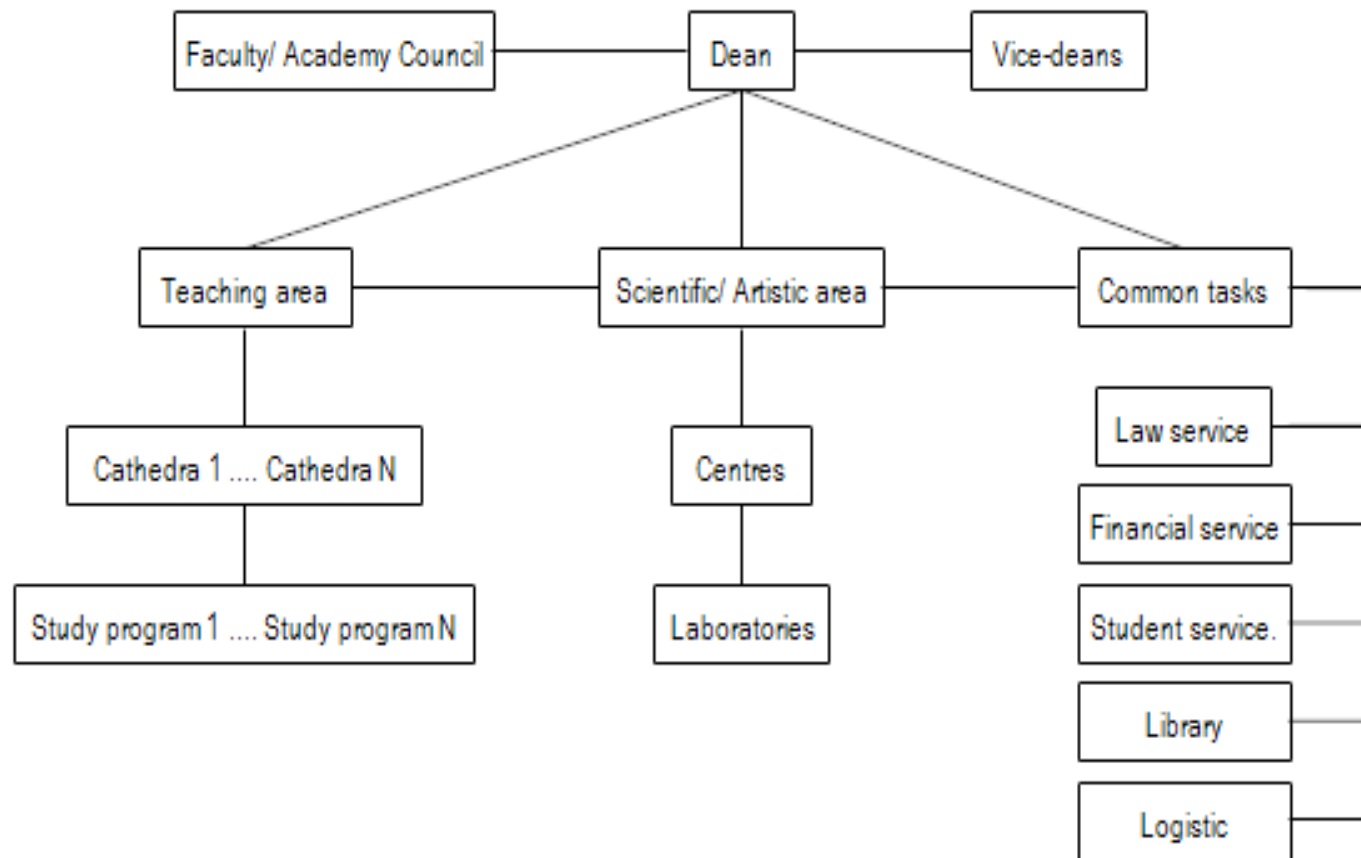 Faculty/ Academy Council
Dean
Vice-deans
Teaching area
Scientific/ Artistic area
Common tasks
Law service
Cathedra 1 .... Cathedra N
Centres
Financial service
Study program 1 .... Study program N
Laboratories
Student service.
Library
Logistic